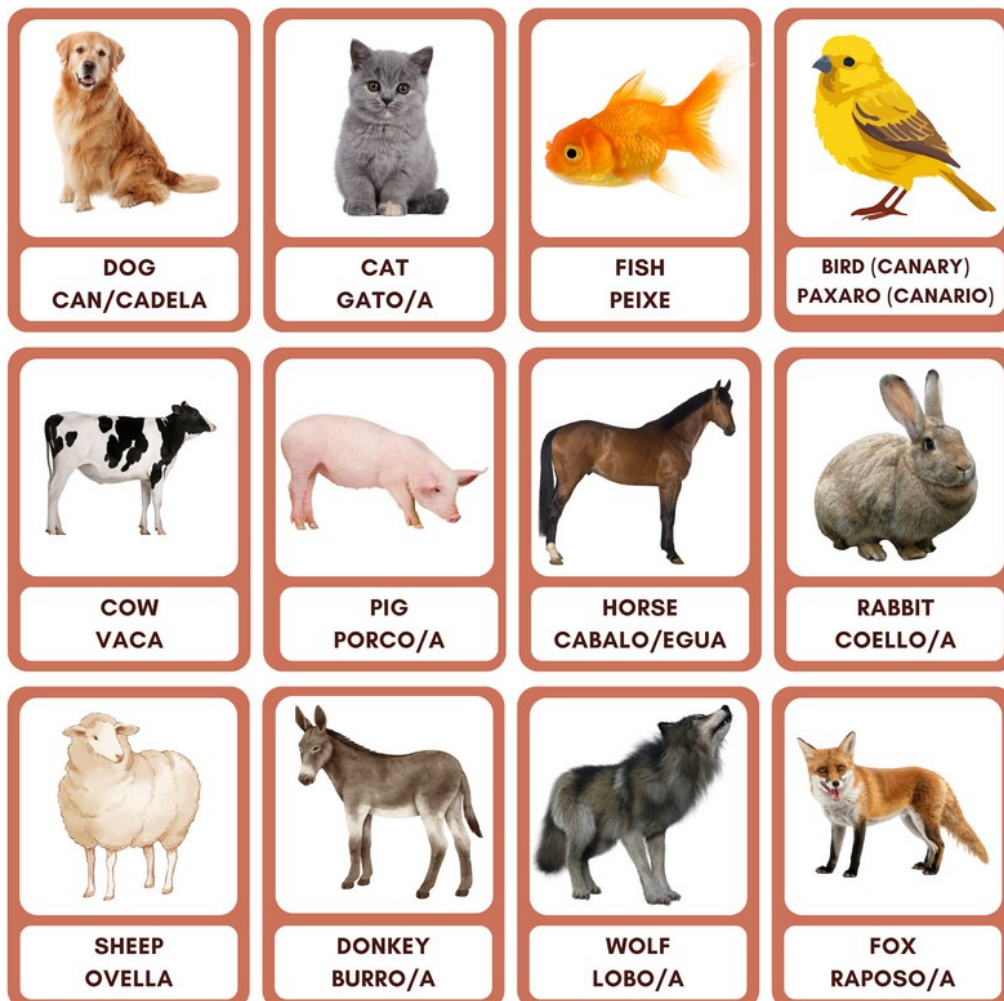 DOG
CAN/CADELA
CAT
GATO/A
FISH
PEIXE
BIRD (CANARY)
PAXARO (CANARIO)
COW
VACA
PIG
PORCO/A
HORSE
CABALO/EGUA
RABBIT
COELLO/A
SHEEP
OVELLA
DONKEY
BURRO/A
WOLF
LOBO/A
FOX
RAPOSO/A